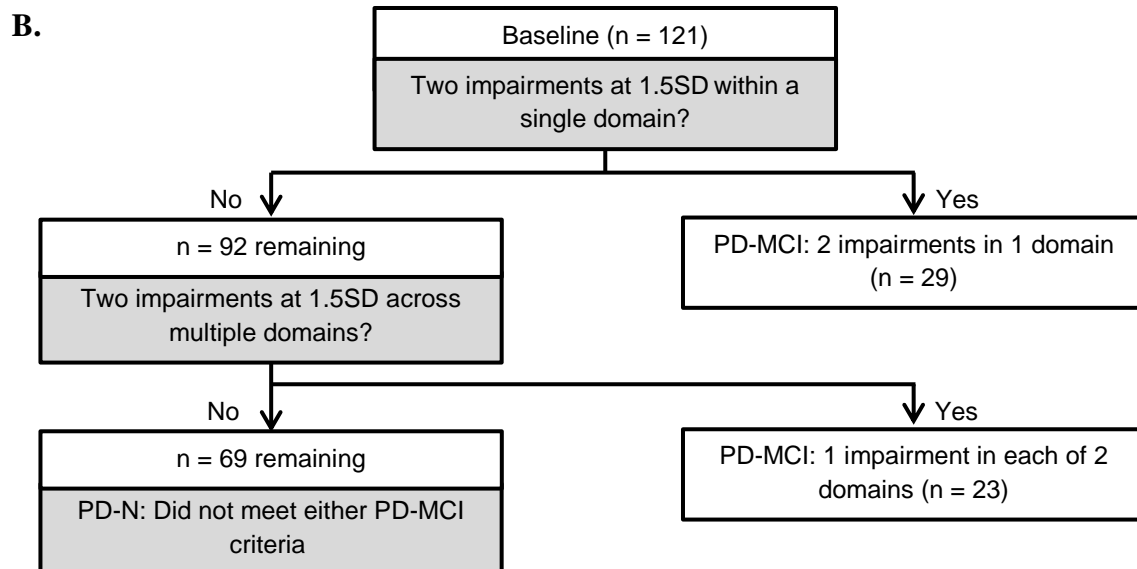 B.
Baseline (n = 121)
Two impairments at 1.5SD within a
single domain?
No
Yes
n = 92 remaining
Two impairments at 1.5SD across
multiple domains?
PD-MCI: 2 impairments in 1 domain
(n = 29)
No
Yes
n = 69 remaining
PD-N: Did not meet either PD-MCI
criteria
PD-MCI: 1 impairment in each of 2
domains (n = 23)